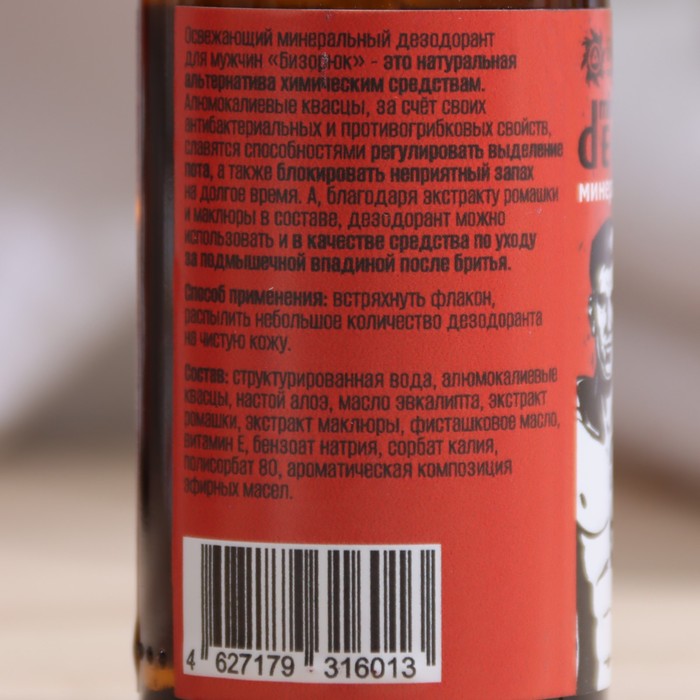 Освежающий минеральный дезодорант
для мужчин «Бизорюк» - это натуральная
альтернатива химическим средствам.
Алюмокалиевые квасцы, за счёт своих
антибактериальных и противогрибковых свойств,
славятся способностями регулировать выделение
пота, а также блокировать неприятный запах
на долгое время. А, благодаря экстракту ромашки
и маклюры в составе, дезодорант можно
использовать и в качестве средства по уходу
за подмышечной впадиной после бритья.
Способ применения: встряхнуть флакон,
распылить небольшое количество дезодоранта
на чистую кожу.
Состав: структурированная вода, алюмокалиевые
квасцы, настой алоэ, масло эвкалипта, экстракт
ромашки, экстракт маклюры, фисташковое масло,
витамин Е, бензоат натрия, сорбат калия,
полисорбат 80, ароматическая композиция
эфирных масел.
4 627179 316013